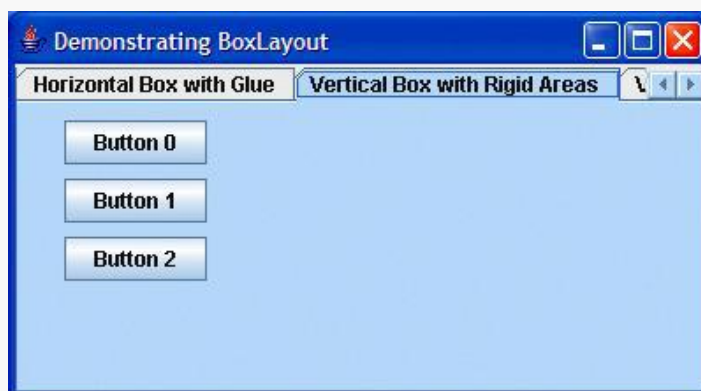 Demonstrating BoxLayout
Horizontal Box with Glue Vertical Box with Rigid Areas
Button 0
Button 1
Button 2